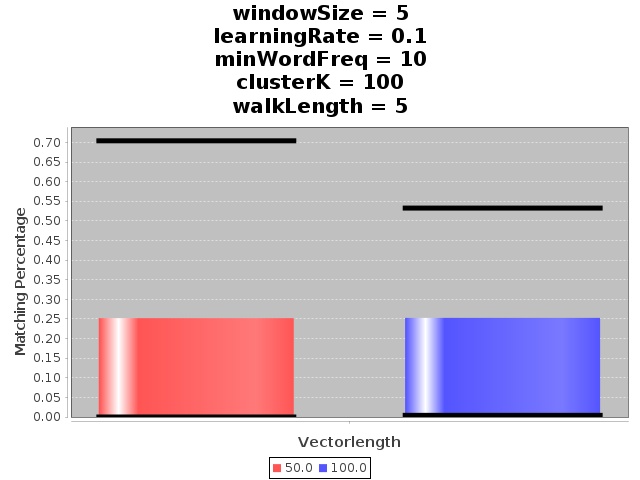 windowSize = 5
learningRate = 0.1
minWordFreq = 10
clusterK = 100
walkLength = 5
Matching Percentage
0.70
0.65
0.60
0.55
0.50
0.45
0.40
0.35
0.30
0.25
0.20
0.15
0.10
0.05
0.00
Vectorlength
50.0 100.0